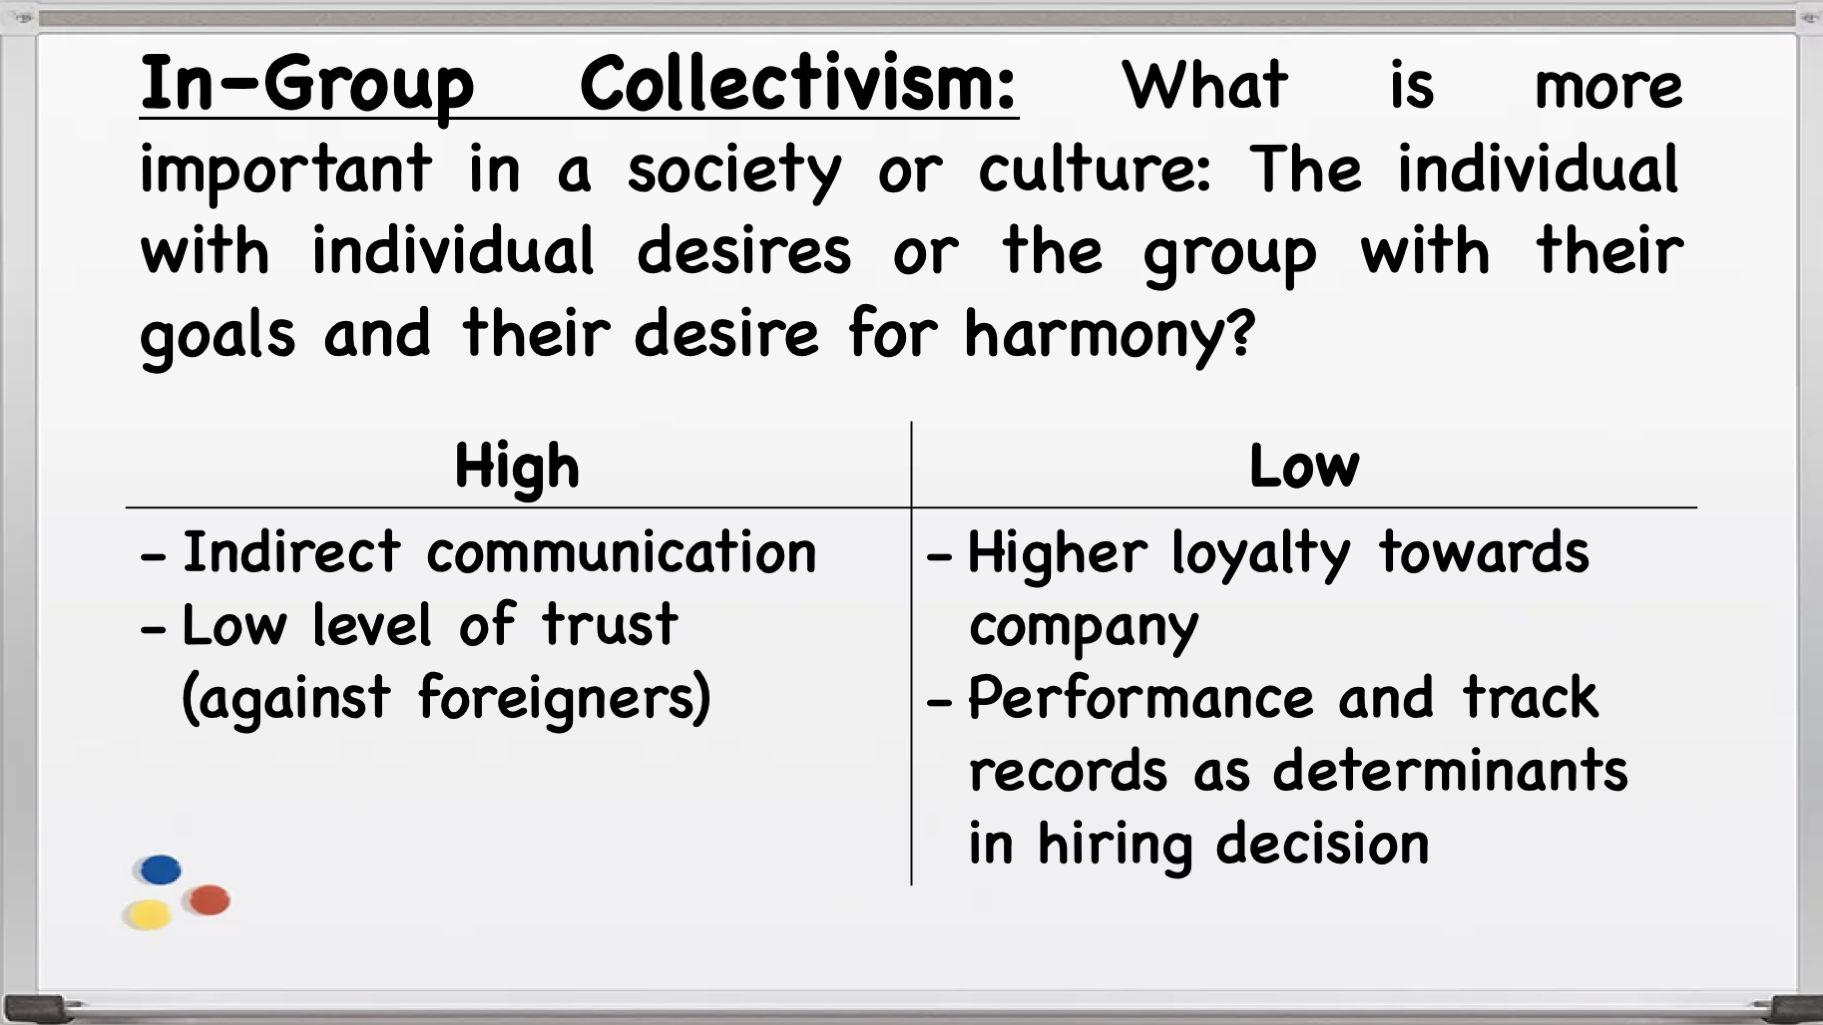 In-Group Collectivism: What is more
important in a society or culture: The individual
with individual desires or the group with their
goals and their desire for harmony?
High
Low
- Indirect communication
- Low level of trust
(against foreigners)
- Higher loyalty towards
company
- Performance and track
records as determinants
in hiring decision